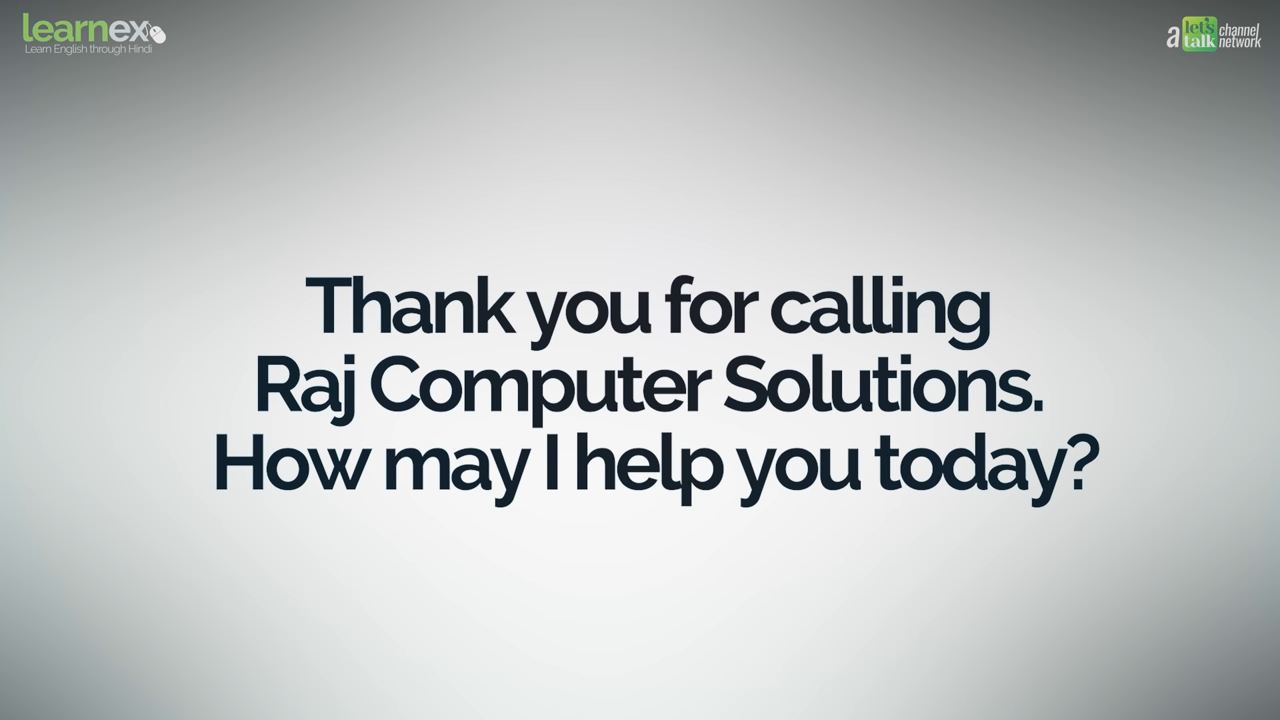 learnex
Learn English through Hindi
a let's talk channel network
Thank you for calling
Raj Computer Solutions.
How may I help you today?